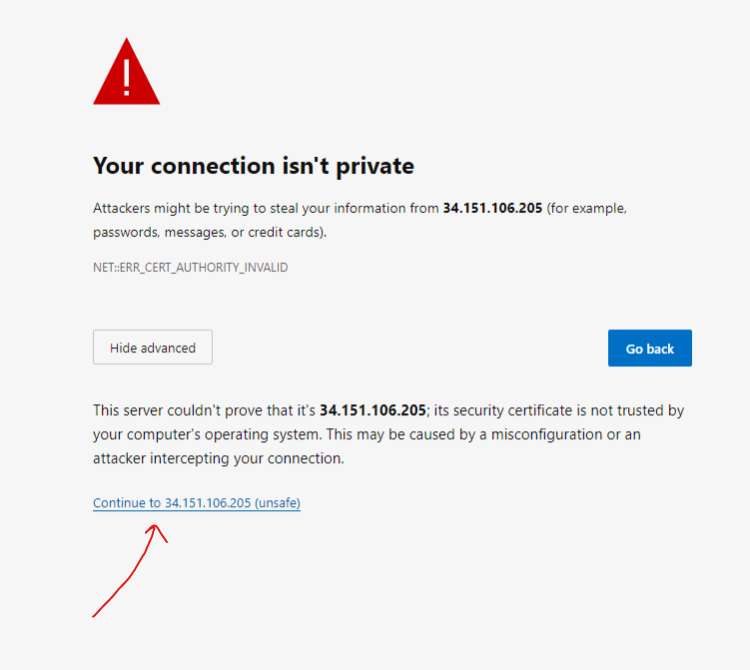 Your connection isn't private
Attackers might be trying to steal your information from 34.151.106.205 (for example,
passwords, messages, or credit cards).
NET::ERR_CERT_AUTHORITY_INVALID
Hide advanced
Go back
This server couldn't prove that it's 34.151.106.205; its security certificate is not trusted by
your computer's operating system. This may be caused by a misconfiguration or an
attacker intercepting your connection.
Continue to 34.151.106.205 (unsafe)